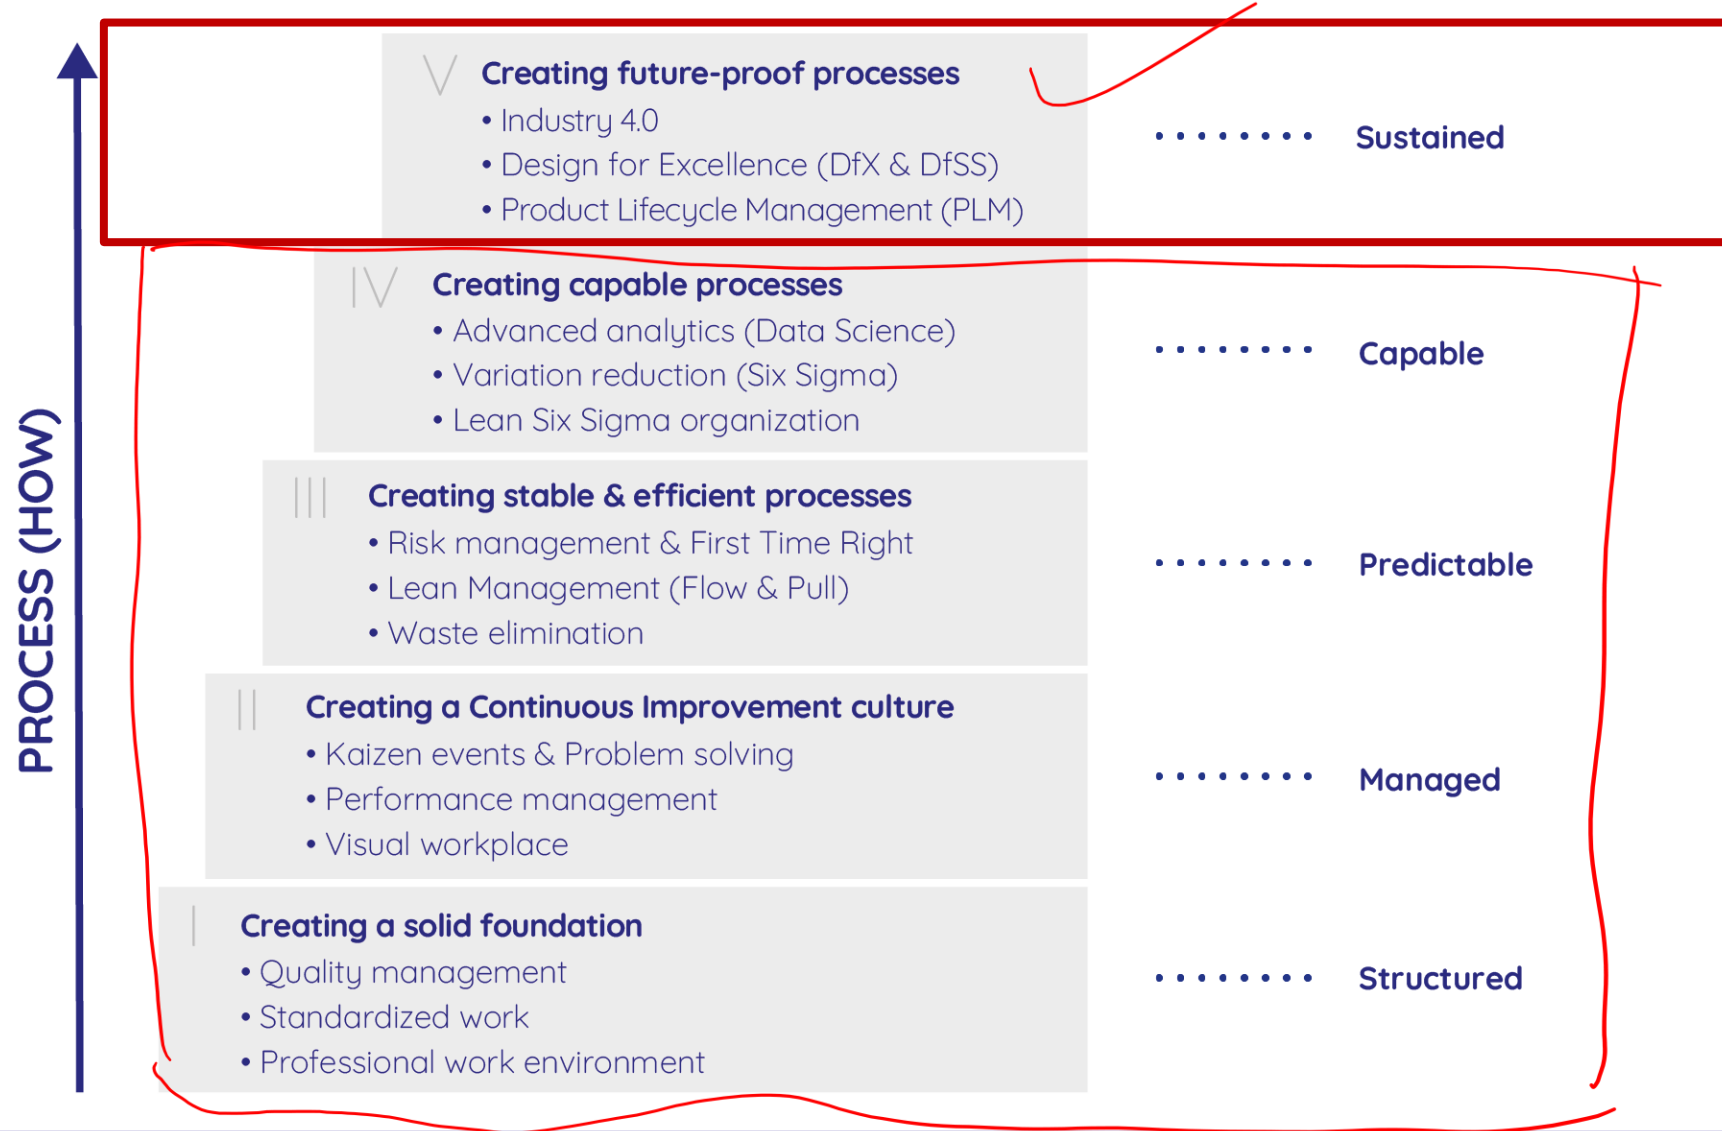 PROCESS (HOW)
V Creating future-proof processes
• Industry 4.0
• Design for Excellence (DfX & DfSS)
• Product Lifecycle Management (PLM)
Sustained
IV Creating capable processes
• Advanced analytics (Data Science)
• Variation reduction (Six Sigma)
• Lean Six Sigma organization
Capable
III Creating stable & efficient processes
• Risk management & First Time Right
• Lean Management (Flow & Pull)
• Waste elimination
Predictable
II Creating a Continuous Improvement culture
• Kaizen events & Problem solving
• Performance management
• Visual workplace
Managed
I Creating a solid foundation
• Quality management
• Standardized work
• Professional work environment
Structured